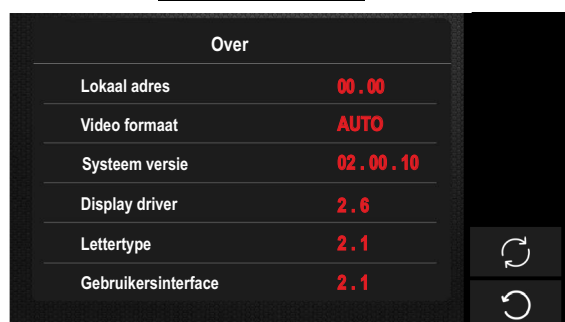 Over
Lokaal adres 00 . 00
Video formaat AUTO
Systeem versie 02 . 00 . 10
Display driver 2 . 6
Lettertype 2 . 1
Gebruikersinterface 2 . 1